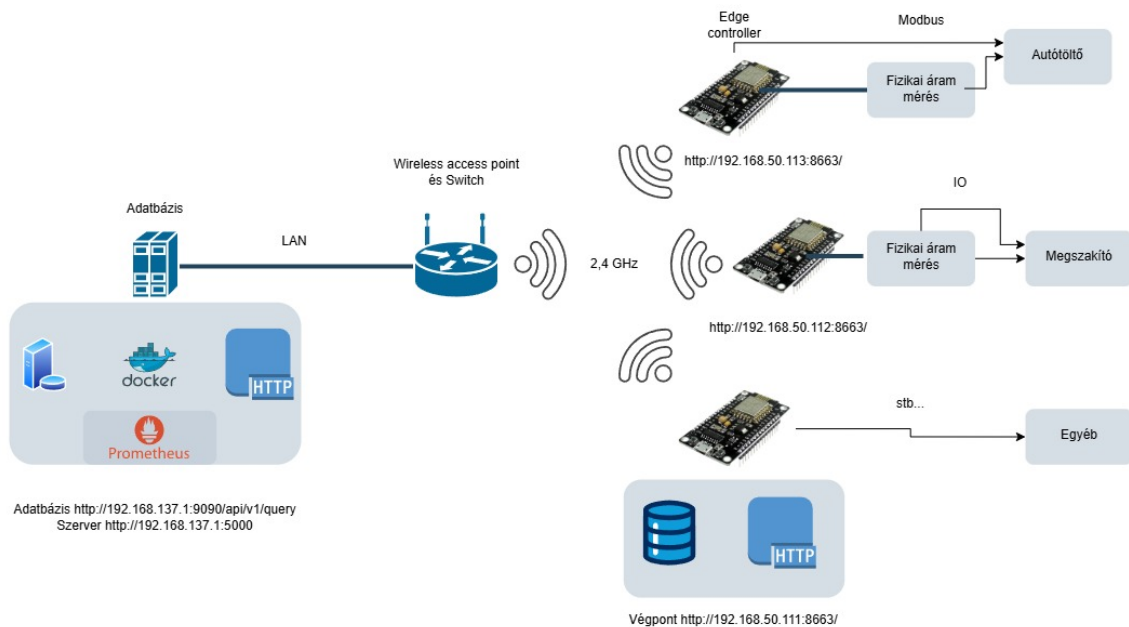 Edge
controller
Modbus
Autótöltő
Fizikai áram
mérés
http://192.168.50.113:8663/
Wireless access point
és Switch
Adatbázis
LAN
2,4 GHz
IO
Fizikai áram
mérés
Megszakító
http://192.168.50.112:8663/
docker
HTTP
Prometheus
stb...
Egyéb
HTTP
Adatbázis http://192.168.137.1:9090/api/v1/query
Szerver http://192.168.137.1:5000
Végpont http://192.168.50.111:8663/